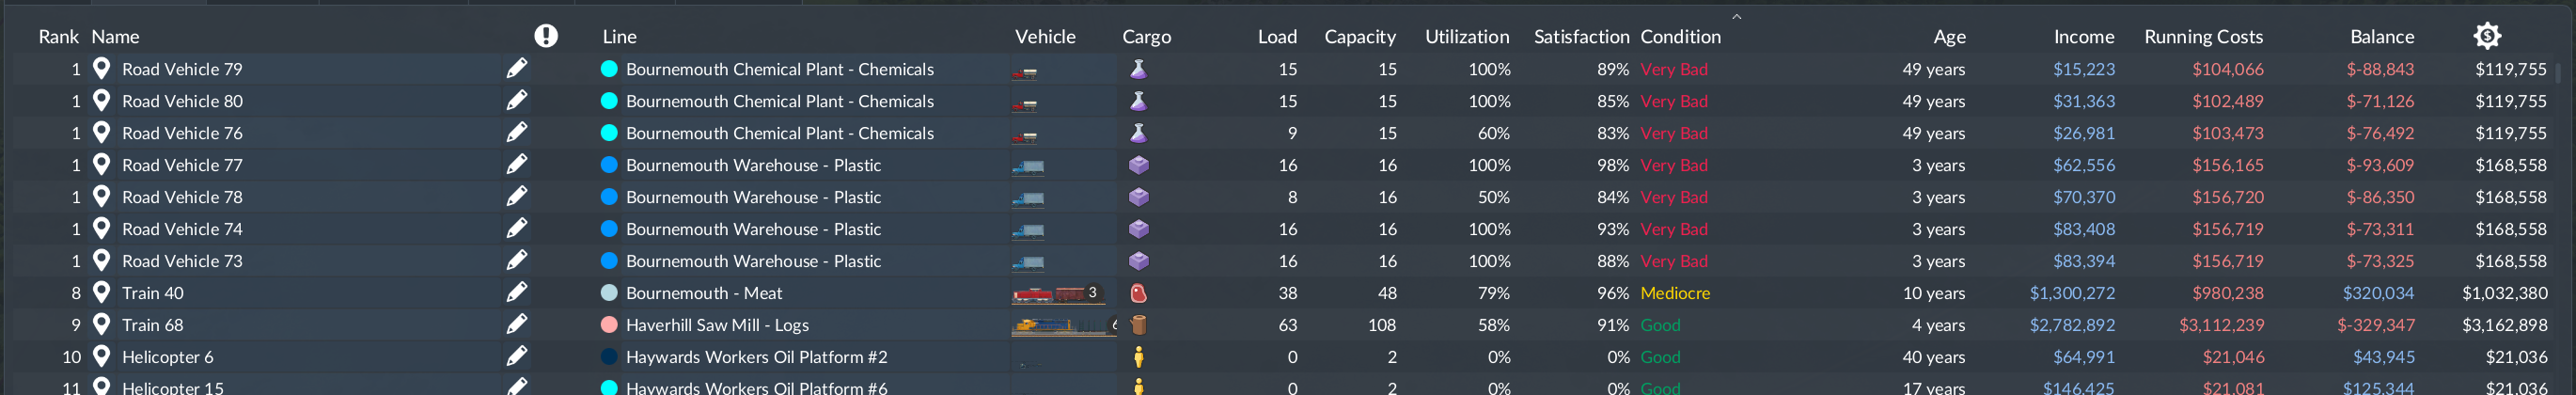 Rank Name Line Vehicle Cargo Load Capacity Utilization Satisfaction Condition Age Income Running Costs Balance
1 Road Vehicle 79 Bournemouth Chemical Plant - Chemicals 15 15 100% 89% Very Bad 49 years $15,223 $104,066 $-88,843 $119,755
1 Road Vehicle 80 Bournemouth Chemical Plant - Chemicals 15 15 100% 85% Very Bad 49 years $31,363 $102,489 $-71,126 $119,755
1 Road Vehicle 76 Bournemouth Chemical Plant - Chemicals 9 15 60% 83% Very Bad 49 years $26,981 $103,473 $-76,492 $119,755
1 Road Vehicle 77 Bournemouth Warehouse - Plastic 16 16 100% 98% Very Bad 3 years $62,556 $156,165 $-93,609 $168,558
1 Road Vehicle 78 Bournemouth Warehouse - Plastic 8 16 50% 84% Very Bad 3 years $70,370 $156,720 $-86,350 $168,558
1 Road Vehicle 74 Bournemouth Warehouse - Plastic 16 16 100% 93% Very Bad 3 years $83,408 $156,719 $-73,311 $168,558
1 Road Vehicle 73 Bournemouth Warehouse - Plastic 16 16 100% 88% Very Bad 3 years $83,394 $156,719 $-73,325 $168,558
8 Train 40 Bournemouth - Meat 3 38 48 79% 96% Mediocre 10 years $1,300,272 $980,238 $320,034 $1,032,380
9 Train 68 Haverhill Saw Mill - Logs 63 108 58% 91% Good 4 years $2,782,892 $3,112,239 $-329,347 $3,162,898
10 Helicopter 6 Haywards Workers Oil Platform #2 0 2 0% 0% Good 40 years $64,991 $21,046 $43,945 $21,036
11 Helicopter 15 Haywards Workers Oil Platform #6 0 2 0% 0% Good 17 years $146,425 $21,081 $125,344 $21,036